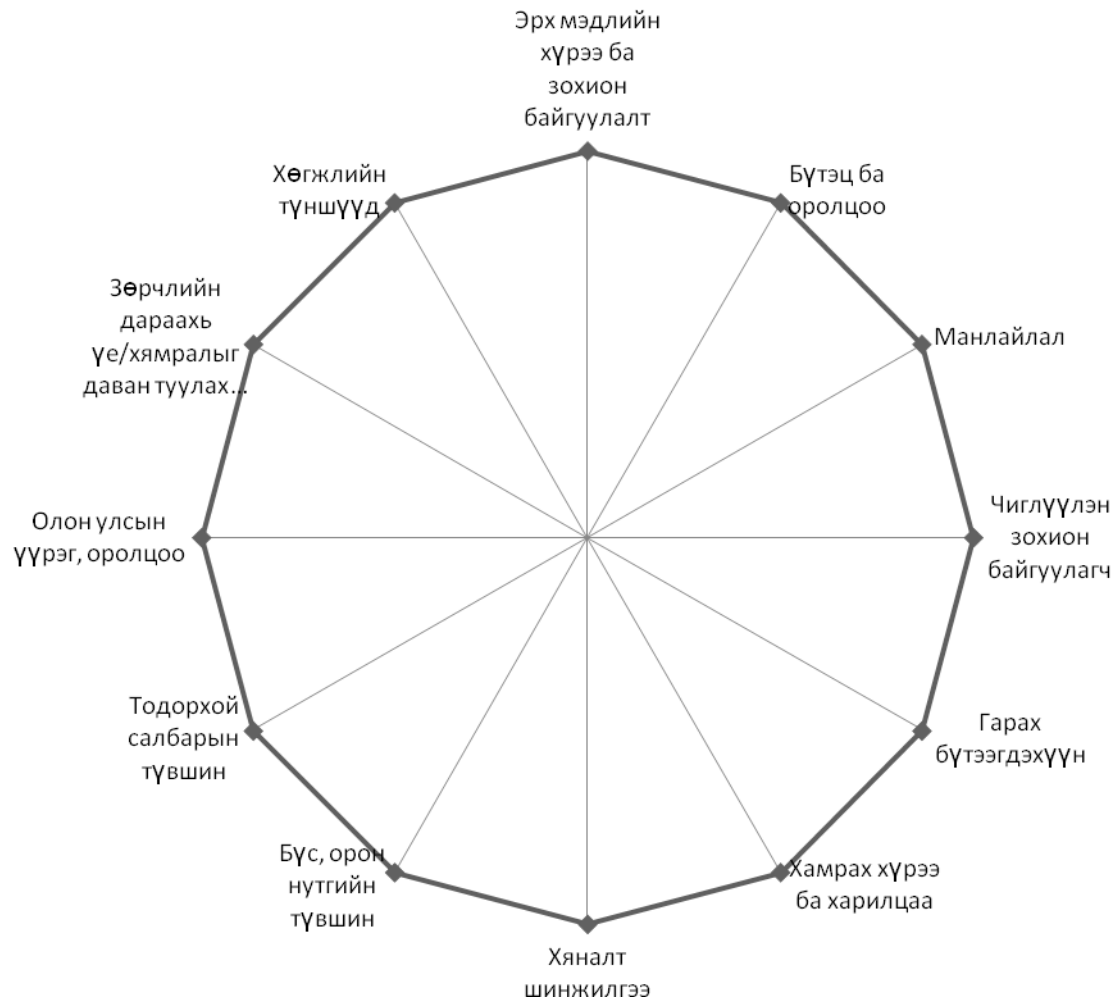 Эрх мэдлийн
хүрээ ба
зохион
байгуулалт
Бүтэц ба
оролцоо
Манлайлал
Чиглүүлэн
зохион
байгуулагч
Гарах
бүтээгдэхүүн
Хамрах хүрээ
ба харилцаа
Хяналт
шинжилгээ
Бүс, орон
нутгийн
түвшин
Тодорхой
салбарын
түвшин
Олон улсын
үүрэг, оролцоо
Зөрчлийн
дараахь
үе/хямралыг
даван туулах...
Хөгжлийн
түншүүд